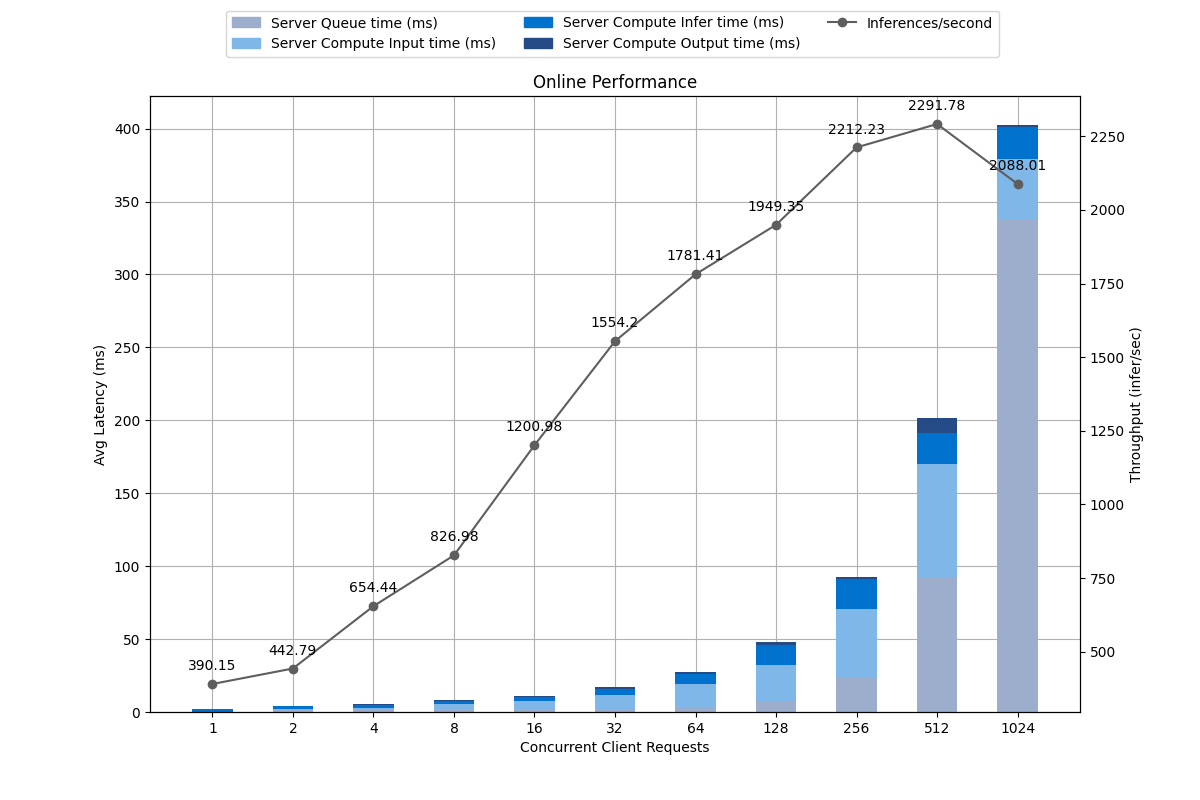 Server Queue time (ms)
Server Compute Input time (ms)
Server Compute Infer time (ms)
Server Compute Output time (ms)
Inferences/second
Online Performance
400
350
300
250
200
150
100
50
0
Avg Latency (ms)
390.15
442.79
654.44
826.98
1200.98
1554.2
1781.41
1949.35
2212.23
2291.78
2088.01
2250
2000
1750
1500
1250
1000
750
500
Throughput (infer/sec)
1 2 4 8 16 32 64 128 256 512 1024
Concurrent Client Requests